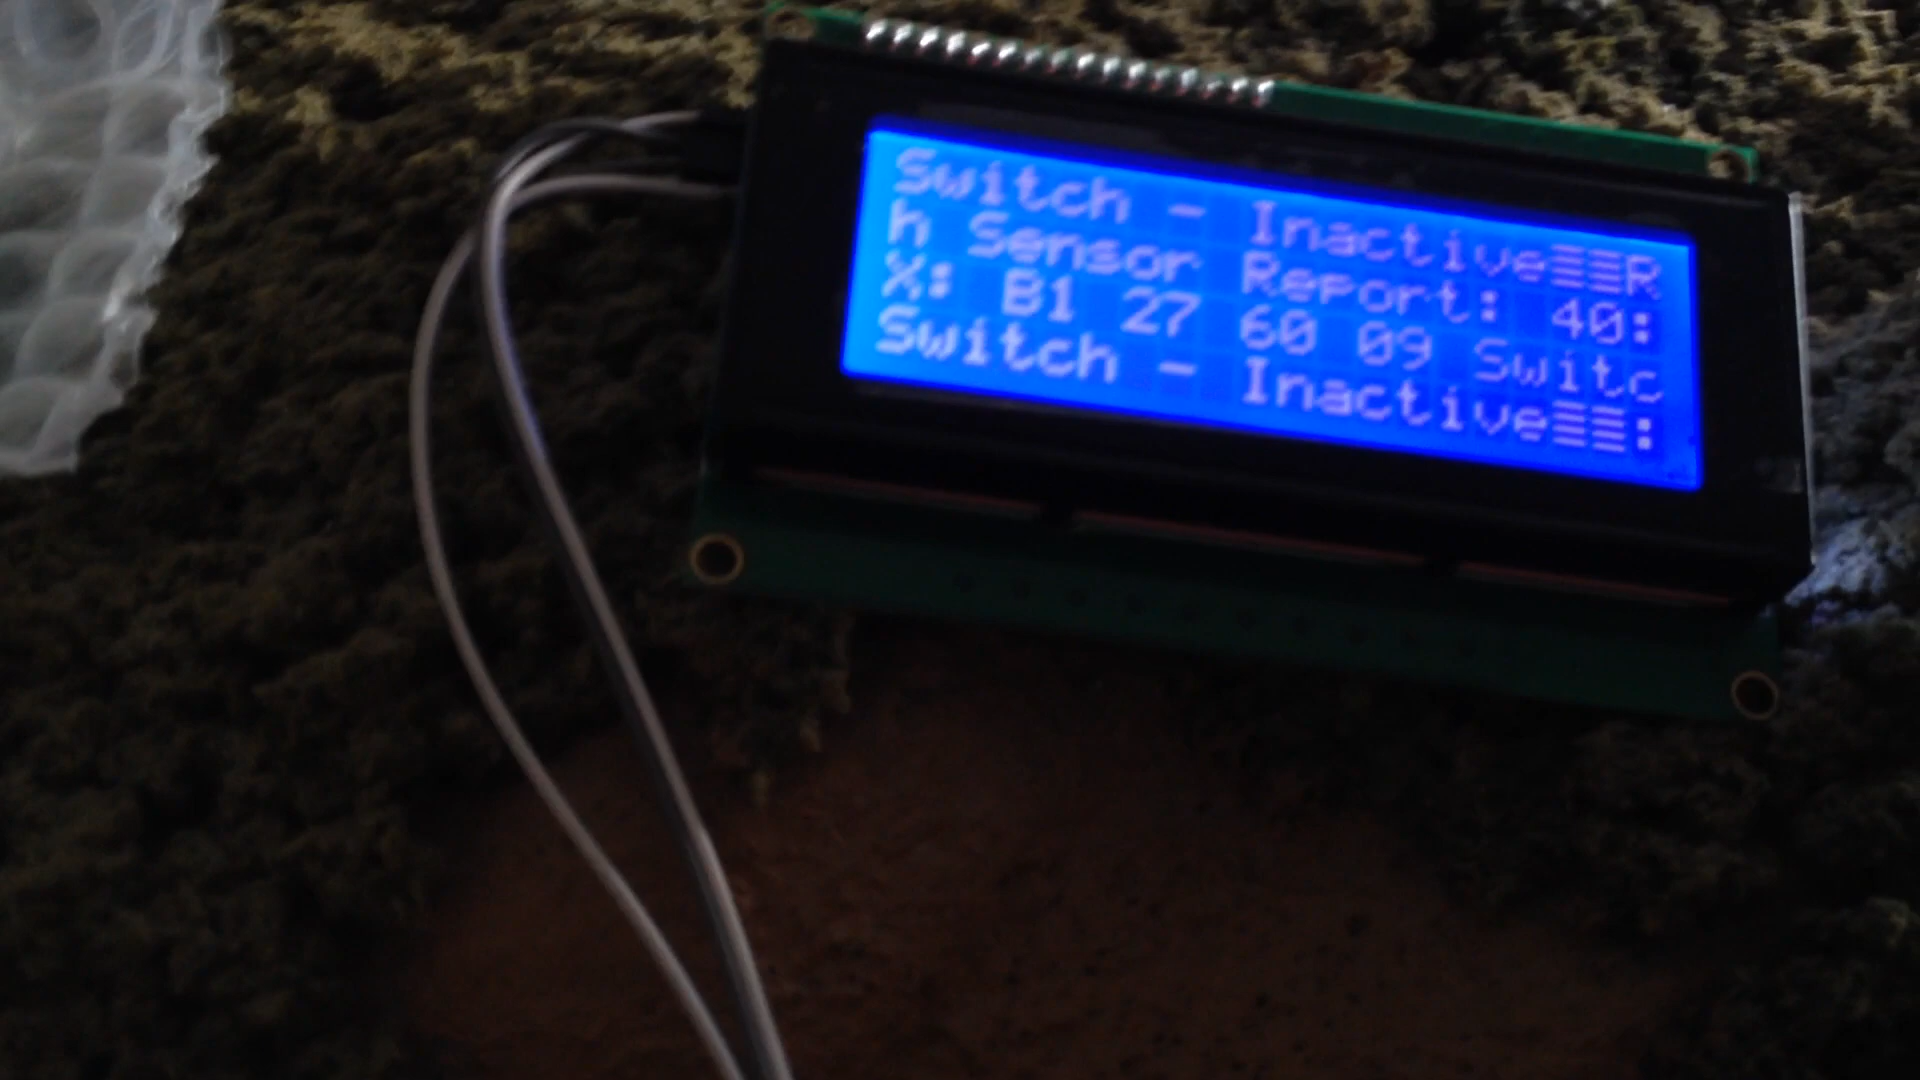 Switch - Inactive≡≡R
h Sensor Report: 40:
X: B1 27 60 09 Switc
Switch - Inactive≡≡: